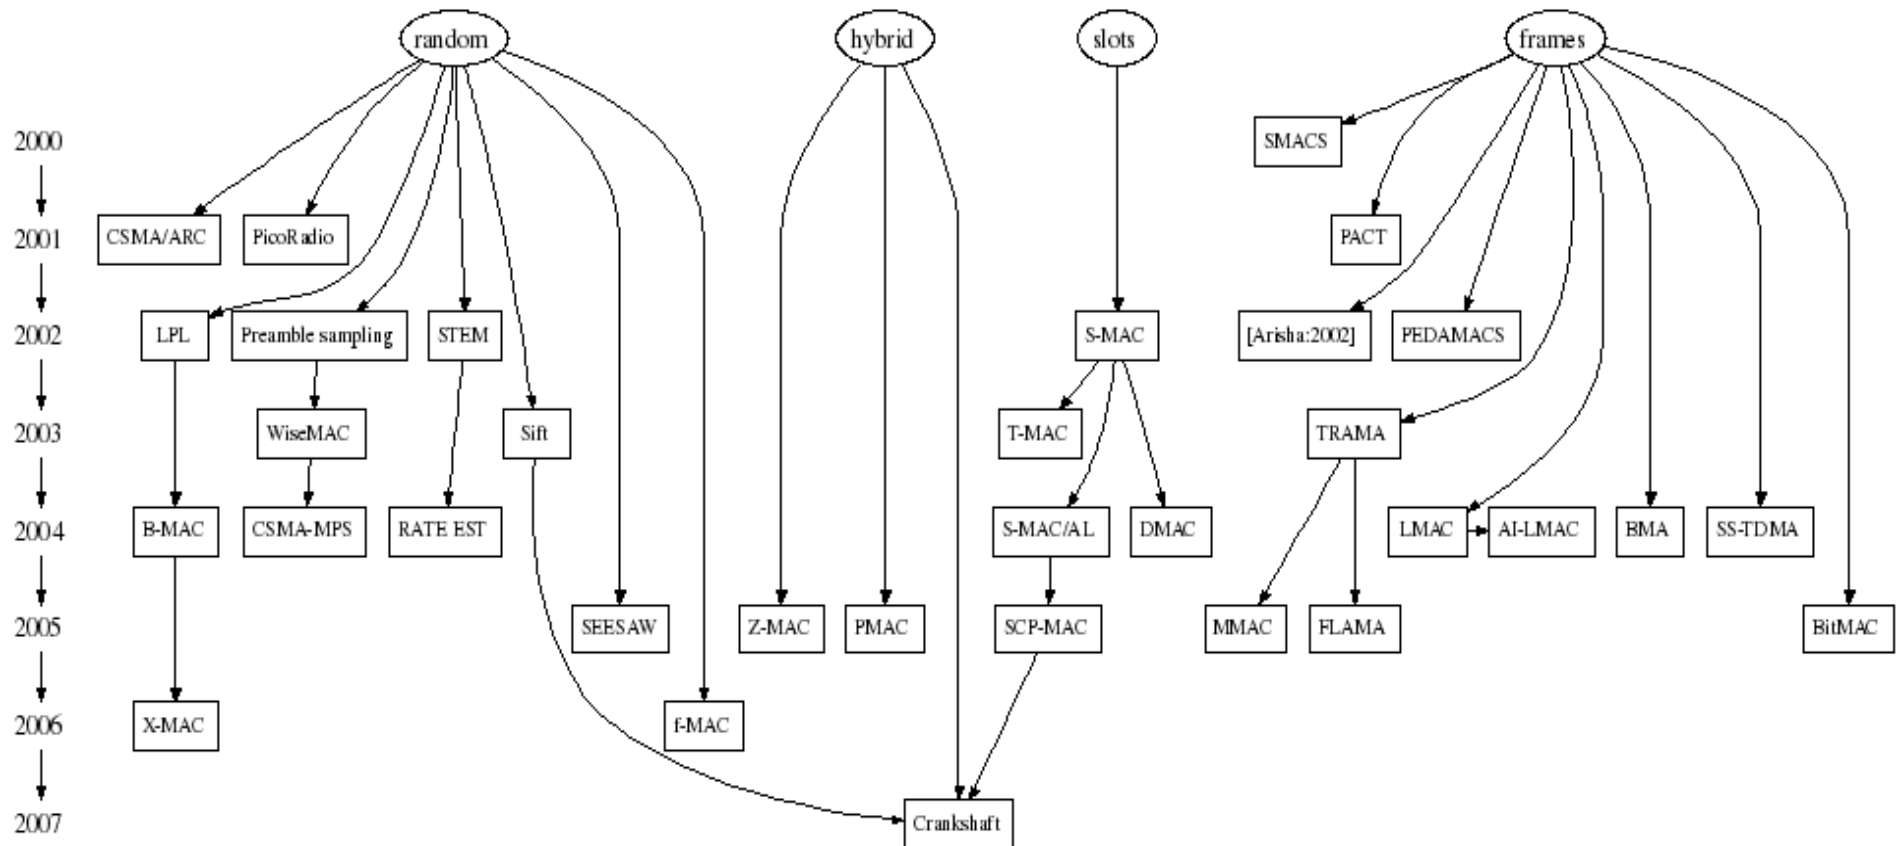 random hybrid slots frames
2000 SMACS
2001 CSMA/ARC PicoRadio PACT
2002 LPL Preamble sampling STEM S-MAC [Arisha:2002] PEDAMACS
2003 WiseMAC Sift T-MAC TRAMA
2004 B-MAC CSMA-MPS RATE EST S-MAC/AL DMAC LMAC AI-LMAC BMA SS-TDMA
2005 SEESAW Z-MAC PMAC SCP-MAC MMAC FLAMA BitMAC
2006 X-MAC f-MAC
2007 Crankshaft